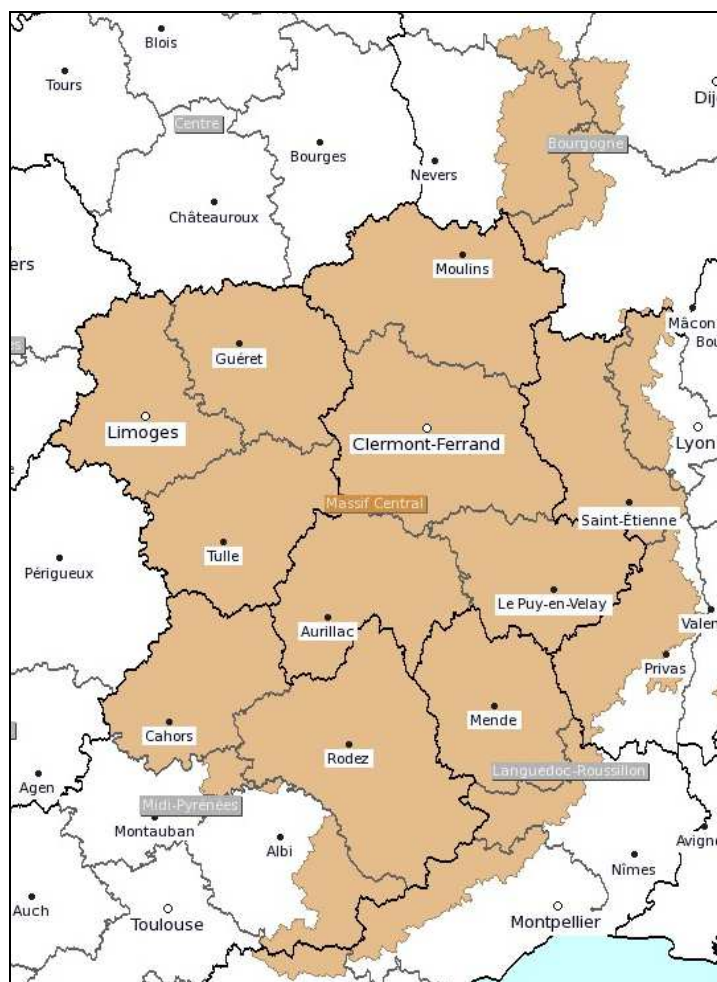 Blois
Tours
Dij
Centre
Bourges
Bourgogne
Nevers
Châteauroux
ers
Moulins
Mâcon
Guéret
Bou
Limoges
Clermont-Ferrand
Lyon
Massif Central
Saint-Étienne
Tulle
Périgueux
Le Puy-en-Velay
Aurillac
Valen
Privas
Mende
Cahors
Rodez
Languedoc-Roussillon
Agen
Midi-Pyrénées
Montauban
Albi
Avign
Nîmes
Auch
Toulouse
Montpellier